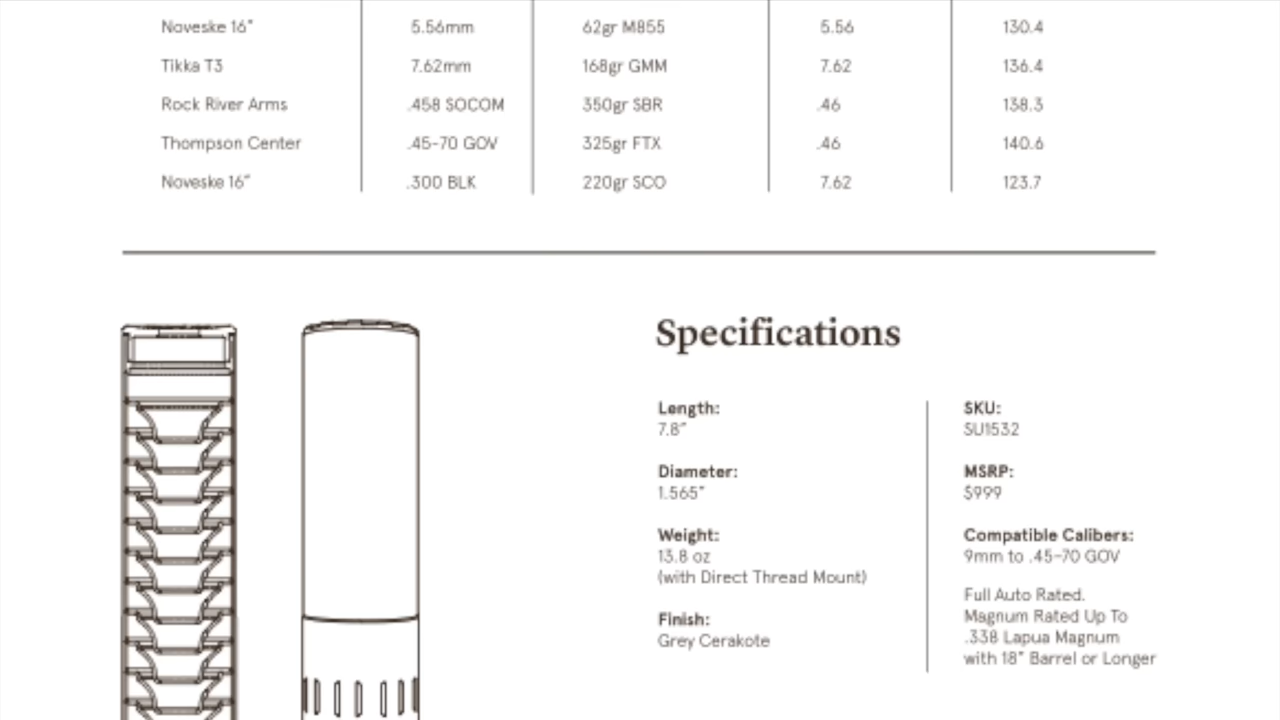 Noveske 16" 5.56mm 62gr M855 5.56 130.4
Tikka T3 7.62mm 168gr GMM 7.62 136.4
Rock River Arms .458 SOCOM 350gr SBR .46 138.3
Thompson Center .45-70 GOV 325gr FTX .46 140.6
Noveske 16" .300 BLK 220gr SCO 7.62 123.7
Specifications
Length:
7.8"
Diameter:
1.565"
Weight:
13.8 oz
(with Direct Thread Mount)
Finish:
Grey Cerakote
SKU:
SU1532
MSRP:
$999
Compatible Calibers:
9mm to .45-70 GOV
Full Auto Rated.
Magnum Rated Up To
.338 Lapua Magnum
with 18" Barrel or Longer